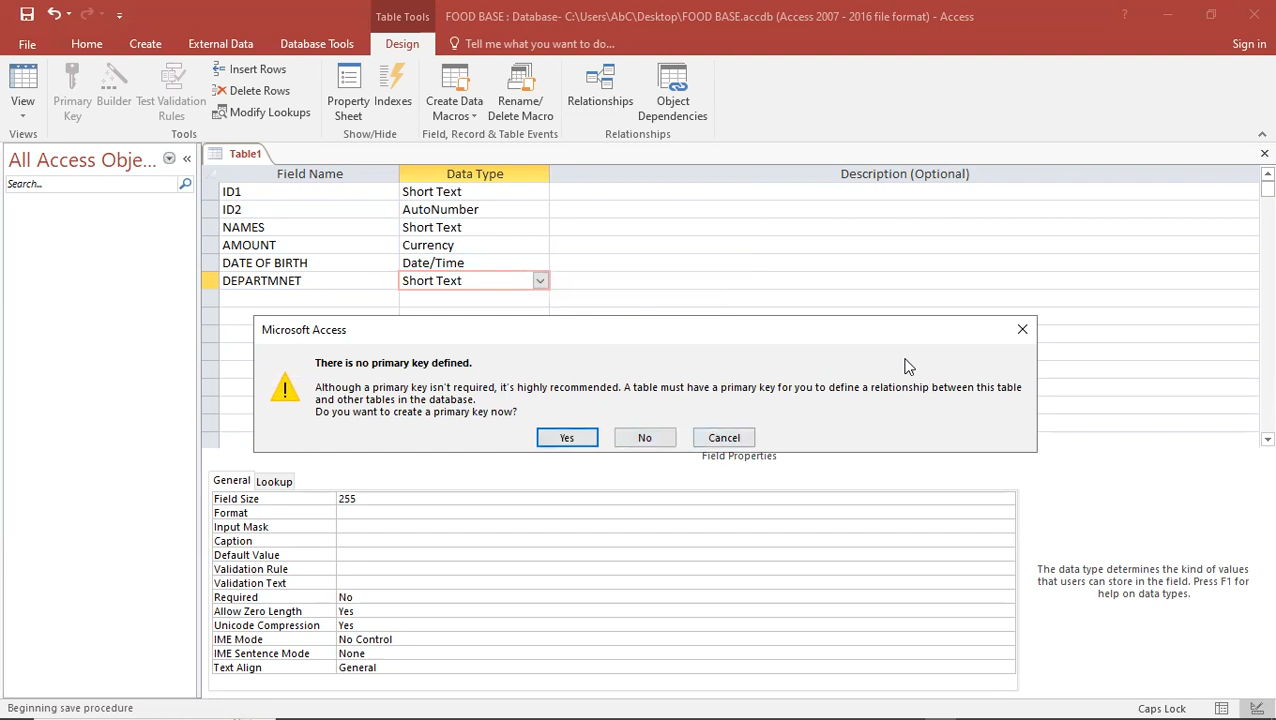 Table Tools
FOOD BASE : Database- C:\Users\AbC\Desktop\FOOD BASE.accdb (Access 2007 - 2016 file format) - Access
?
File
Home
Create
External Data
Database Tools
Design
Tell me what you want to do...
Sign in
View
Primary
Key
Builder
Test Validation
Rules
Insert Rows
Delete Rows
Modify Lookups
Property
Sheet
Indexes
Create Data
Macros
Rename/
Delete Macro
Relationships
Object
Dependencies
Views
Tools
Show/Hide
Field, Record & Table Events
Relationships
All Access Obje...
Search...
Table1
Field Name
Data Type
Description (Optional)
ID1
Short Text
ID2
AutoNumber
NAMES
Short Text
AMOUNT
Currency
DATE OF BIRTH
Date/Time
DEPARTMNET
Short Text
Microsoft Access
There is no primary key defined.
Although a primary key isn't required, it's highly recommended. A table must have a primary key for you to define a relationship between this table
and other tables in the database.
Do you want to create a primary key now?
Yes
No
Cancel
Field Properties
General
Lookup
Field Size
255
Format
Input Mask
Caption
Default Value
Validation Rule
Validation Text
Required
No
Allow Zero Length
Yes
Unicode Compression
Yes
IME Mode
No Control
IME Sentence Mode
None
Text Align
General
The data type determines the kind of values
that users can store in the field. Press F1 for
help on data types.
Beginning save procedure
Caps Lock